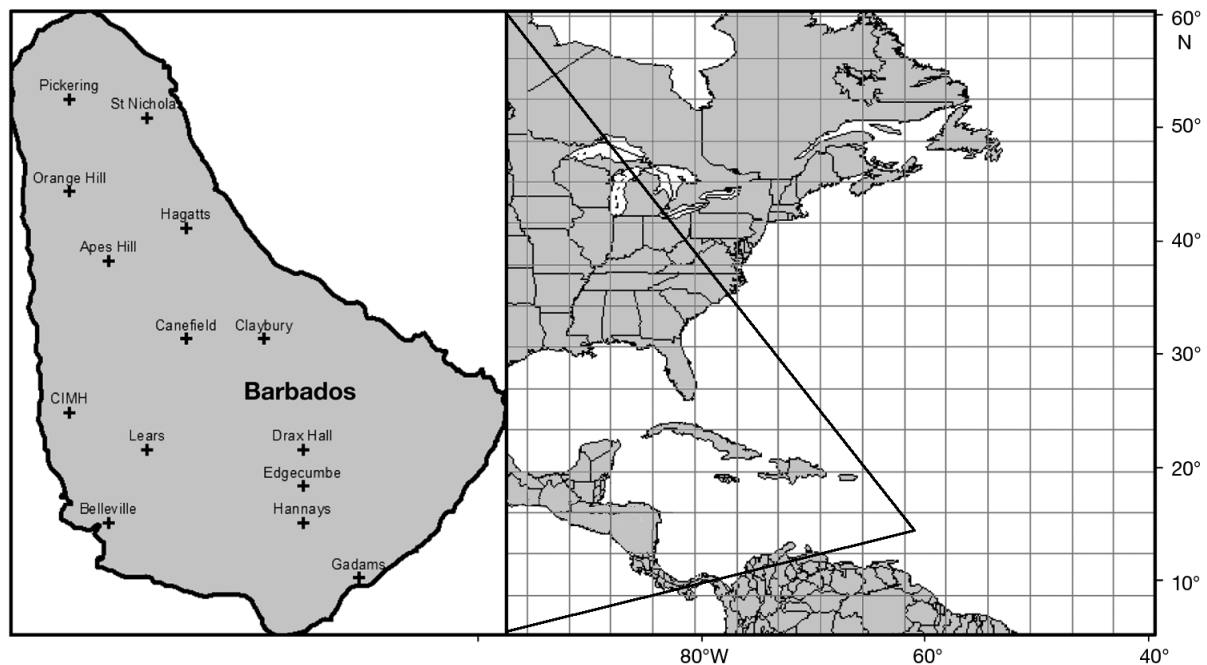 60°
N
Pickering
St Nichola
50°
Orange Hill
Hagatts
40°
Apes Hill
Canefield
Claybury
30°
Barbados
CIMH
Lears
Drax Hall
20°
Edgecumbe
Belleville
Hannays
Gadams
10°
80°W
60°
40°